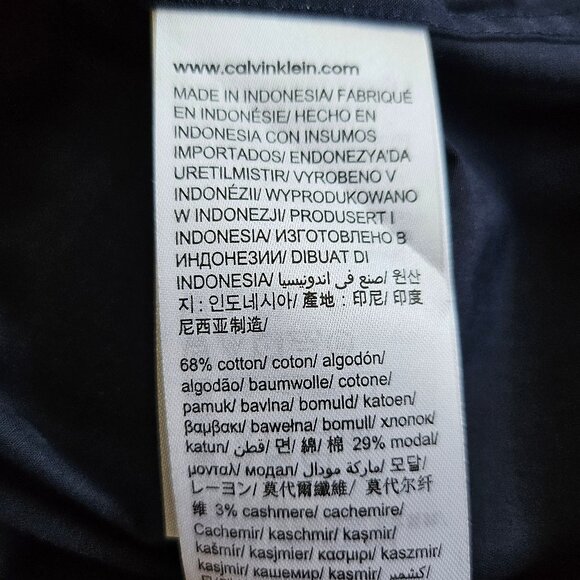 www.calvinklein.com
MADE IN INDONESIA/ FABRIQUÉ
EN INDONÉSIE/ HECHO EN
INDONESIA CON INSUMOS
IMPORTADOS/ ENDONEZYA'DA
URETILMISTIR/ VYROBENO V
INDONÉZII/ WYPRODUKOWANO
W INDONEZJI/ PRODUSERT I
INDONESIA/ ИЗГОТОВЛЕНО В
ИНДОНЕЗИИ/ DIBUAT DI
INDONESIA/ صنع في اندونيسيا/ 원산
지 : 인도네시아/ 產地 : 印尼/ 印度
尼西亚制造/
68% cotton/ coton/ algodón/
algodão/ baumwolle/ cotone/
pamuk/ bavlna/ bomuld/ katoen/
βαμβακι/ bawełna/ bomull/ хлопок/
katun/ قطن/ 면/ 綿/ 棉 29% modal/
μονταλ/ модал/ ماركة مودال/ 모달/
レーヨン/ 莫代爾纖維/ 莫代尔纤
维 3% cashmere/ cachemire/
Cachemir/ kaschmir/ kaşmir/
kašmír/ kasjmier/ κασμιρι/ kaszmir/
kasjmir/ кашемир/ kasmir/ كشمير/